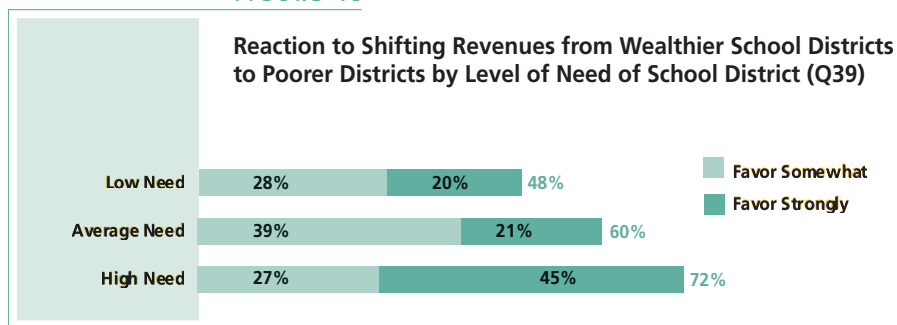 Reaction to Shifting Revenues from Wealthier School Districts
to Poorer Districts by Level of Need of School District (Q39)
Low Need 28% 20% 48%
Favor Somewhat
Favor Strongly
Average Need 39% 21% 60%
High Need 27% 45% 72%